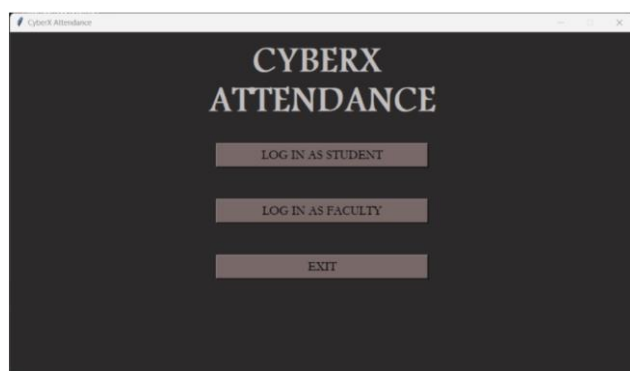 CyberX Attendance
CYBERX
ATTENDANCE
LOG IN AS STUDENT
LOG IN AS FACULTY
EXIT